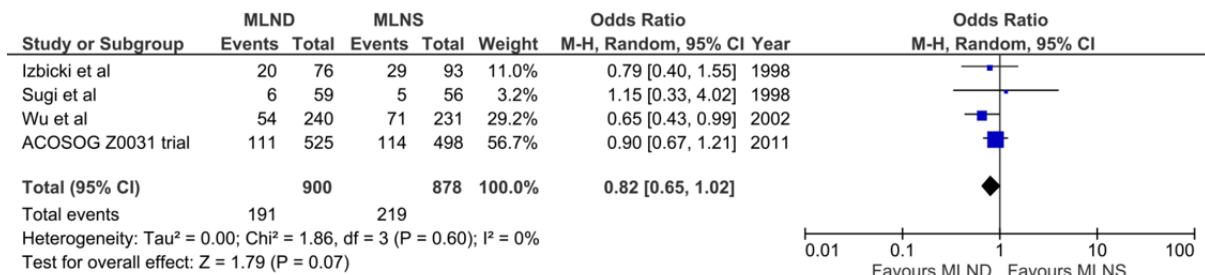 MLND MLNS Odds Ratio Odds Ratio
Study or Subgroup Events Total Events Total Weight M-H, Random, 95% CI Year M-H, Random, 95% CI
Izbicki et al 20 76 29 93 11.0% 0.79 [0.40, 1.55] 1998
Sugi et al 6 59 5 56 3.2% 1.15 [0.33, 4.02] 1998
Wu et al 54 240 71 231 29.2% 0.65 [0.43, 0.99] 2002
ACOSOG Z0031 trial 111 525 114 498 56.7% 0.90 [0.67, 1.21] 2011
Total (95% CI) 900 878 100.0% 0.82 [0.65, 1.02]
Total events 191 219
Heterogeneity: Tau² = 0.00; Chi² = 1.86, df = 3 (P = 0.60); I² = 0%
Test for overall effect: Z = 1.79 (P = 0.07)
0.01 0.1 1 10 100
Favours MLND Favours MLNS